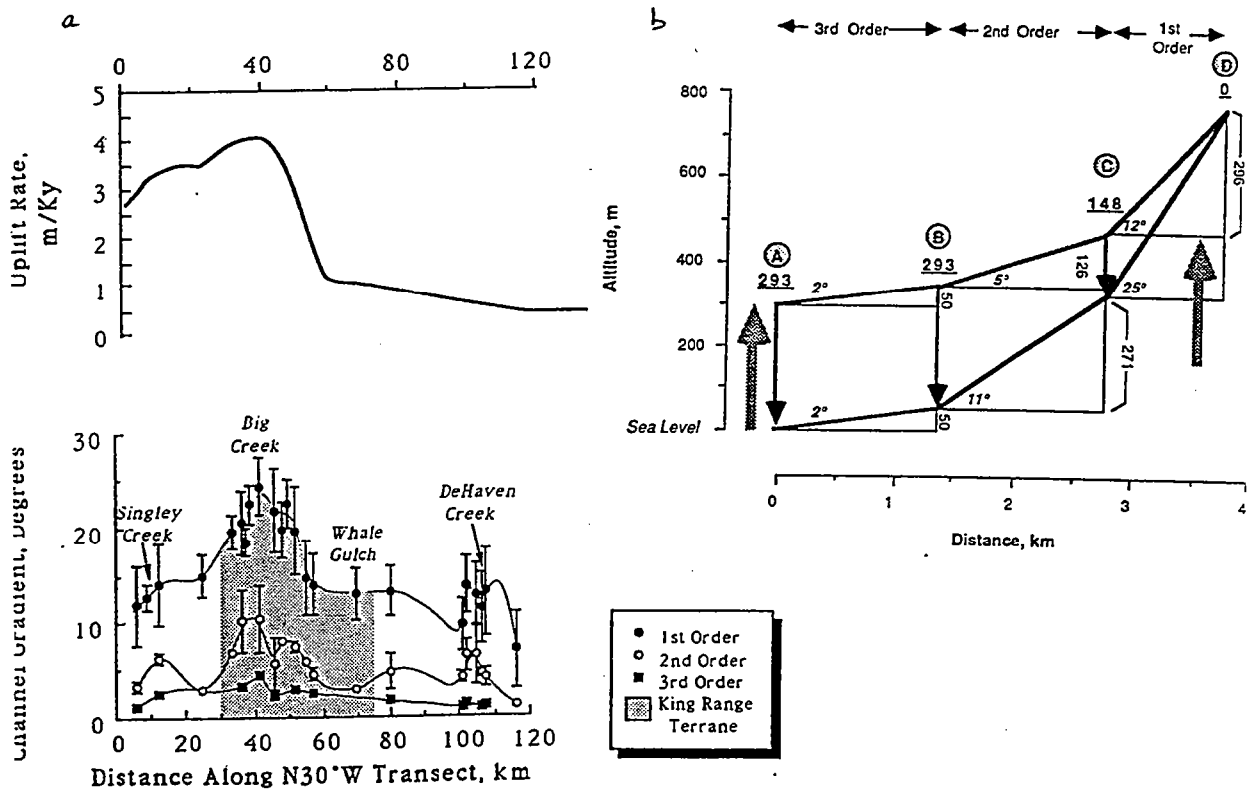 a
0 40 80 120
5
4
3
2
1
0
Uplift Rate,
m/Ky
30
20
10
0
Channel Gradient, Degrees
Big
Creek
Singley
Creek
Whale
Gulch
DeHaven
Creek
0 20 40 60 80 100 120
Distance Along N30°W Transect, km
b
3rd Order
2nd Order
1st
Order
D
0
800
600
400
200
Sea Level
Altitude, m
C
148
B
293
A
293
2°
5°
12°
25°
2°
11°
50
50
126
271
296
0 1 2 3 4
Distance, km
1st Order
2nd Order
3rd Order
King Range
Terrane